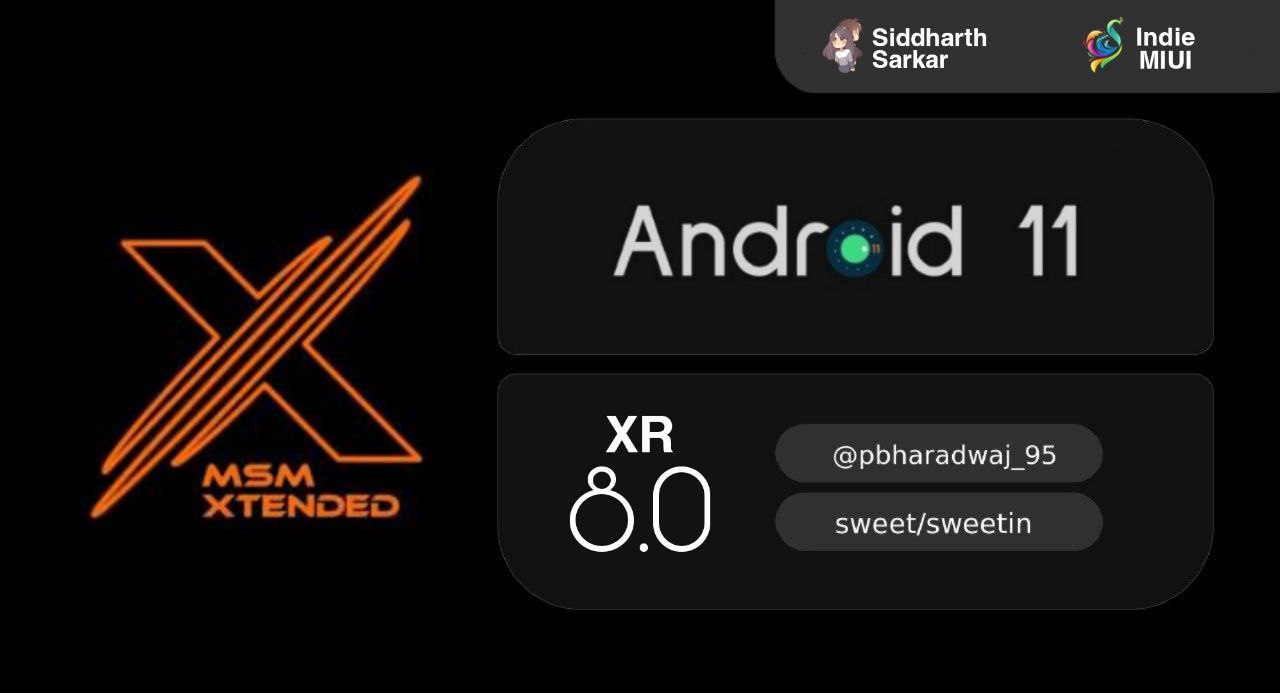 Siddharth
Sarkar
Indie
MIUI
Android 11
MSM
XTENDED
XR
8.0
@pbharadwaj_95
sweet/sweetin